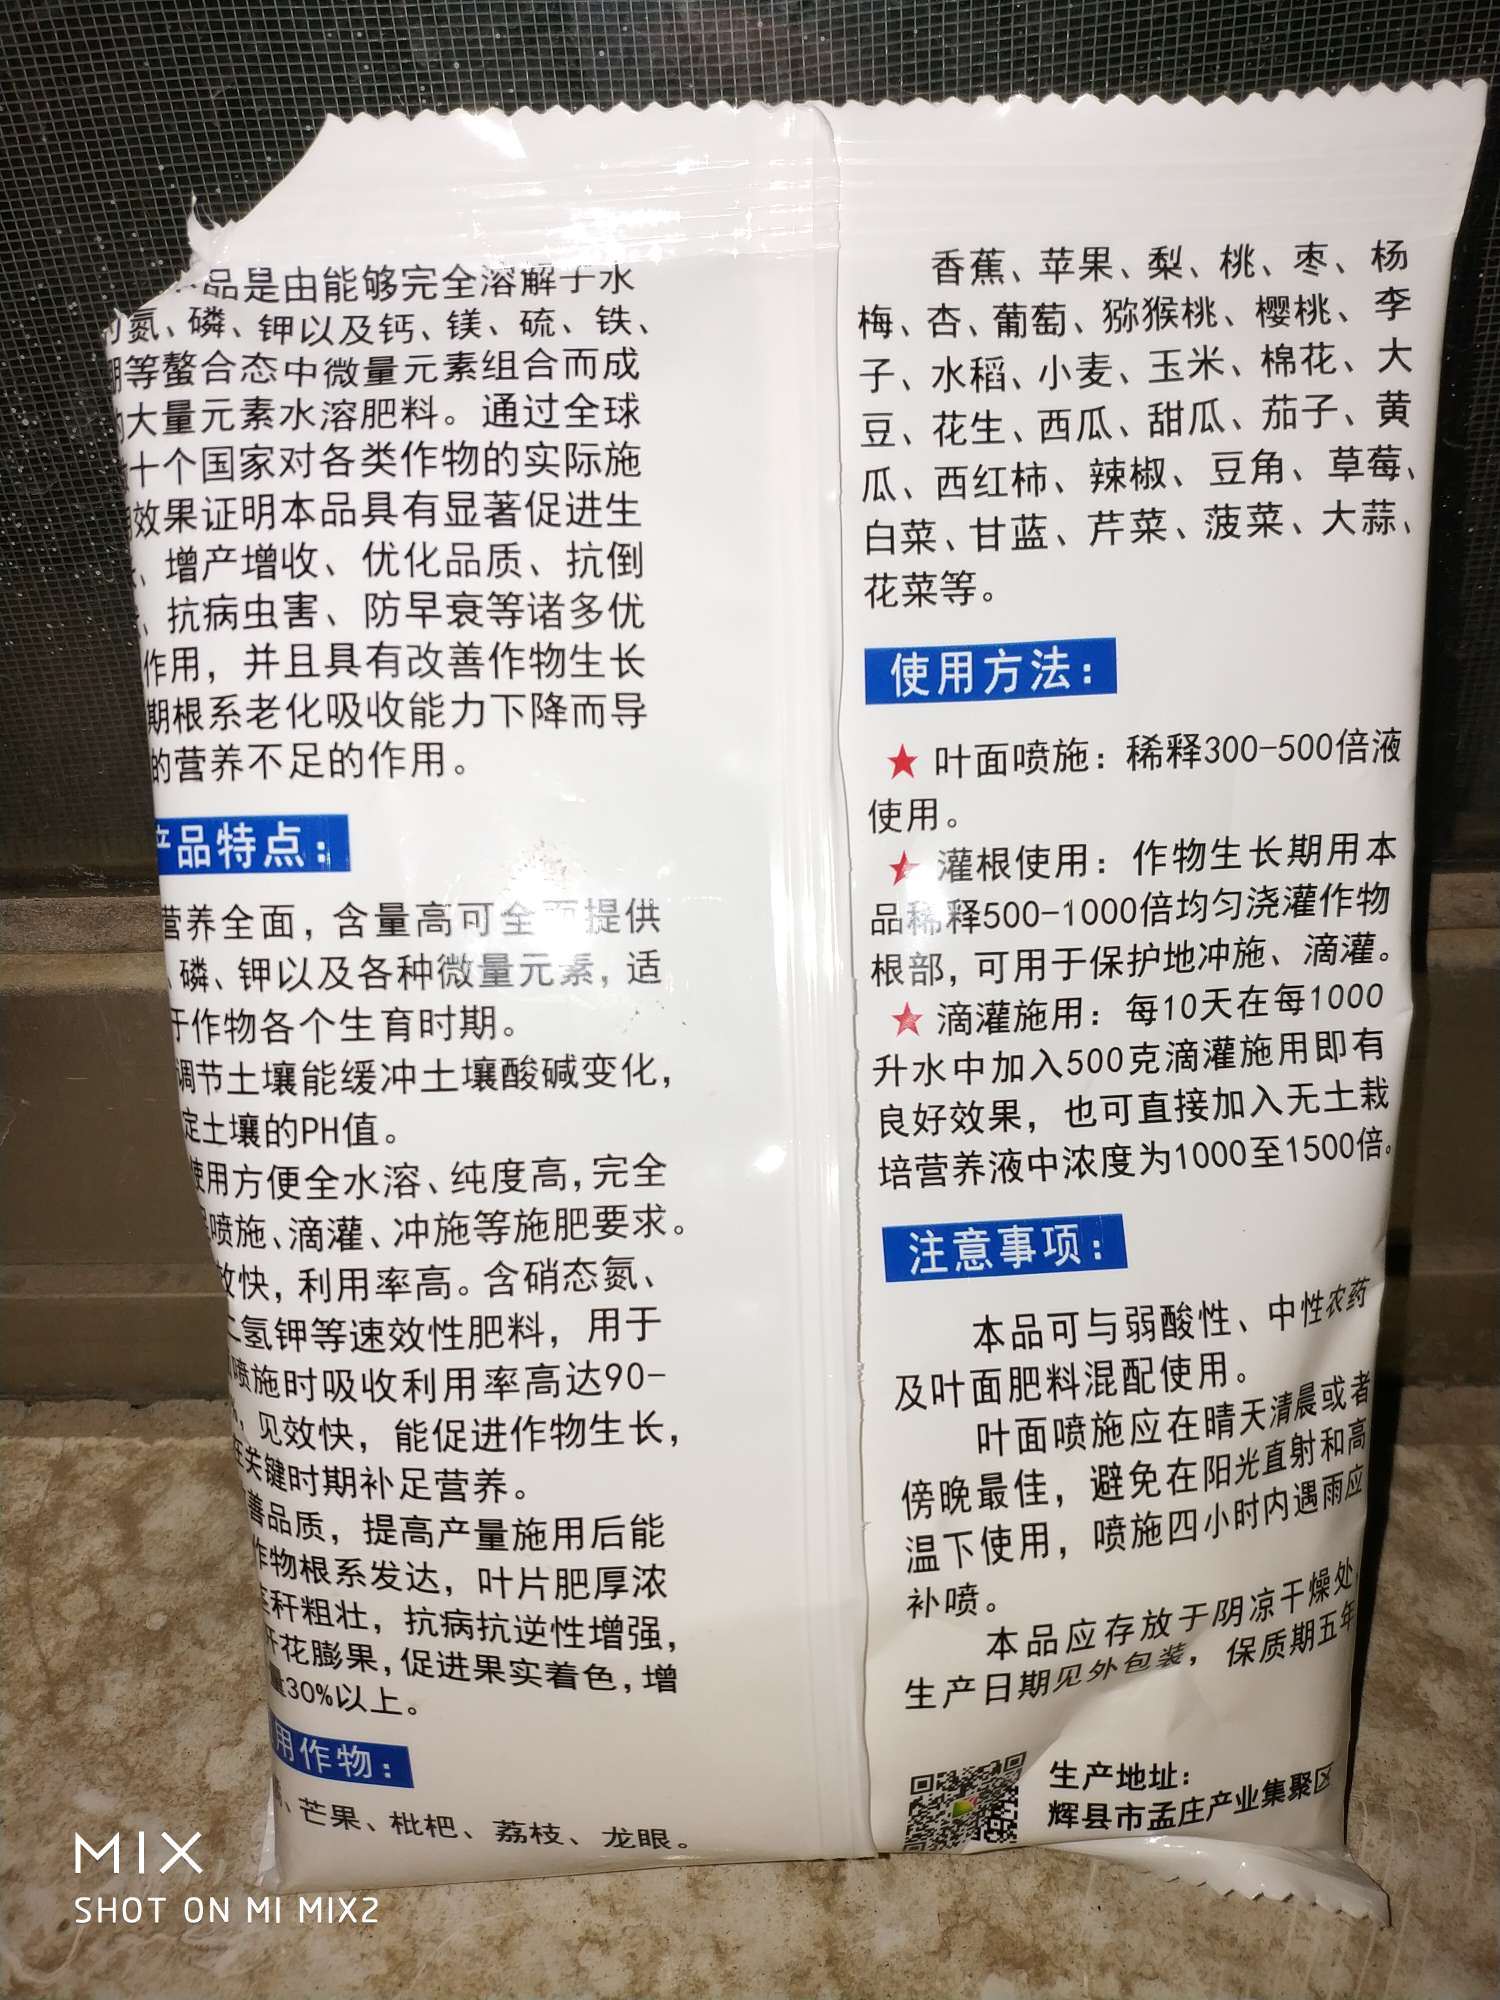 品是由能够完全溶解于水
氮、磷、钾以及钙、镁、硫、铁、
等螯合态中微量元素组合而成
大量元素水溶肥料。通过全球
十个国家对各类作物的实际施
效果证明本品具有显著促进生
、增产增收、优化品质、抗倒
、抗病虫害、防早衰等诸多优
作用，并且具有改善作物生长
期根系老化吸收能力下降而导
的营养不足的作用。
产品特点：
营养全面，含量高可全面提供
、磷、钾以及各种微量元素，适
于作物各个生育时期。
调节土壤能缓冲土壤酸碱变化，
定土壤的PH值。
使用方便全水溶、纯度高，完全
喷施、滴灌、冲施等施肥要求。
效快，利用率高。含硝态氮、
二氢钾等速效性肥料，用于
喷施时吸收利用率高达90-
，见效快，能促进作物生长，
在关键时期补足营养。
善品质，提高产量施用后能
作物根系发达，叶片肥厚浓
茎秆粗壮，抗病抗逆性增强，
开花膨果，促进果实着色，增
量30%以上。
用作物：
、芒果、枇杷、荔枝、龙眼。
香蕉、苹果、梨、桃、枣、杨
梅、杏、葡萄、猕猴桃、樱桃、李
子、水稻、小麦、玉米、棉花、大
豆、花生、西瓜、甜瓜、茄子、黄
瓜、西红柿、辣椒、豆角、草莓、
白菜、甘蓝、芹菜、菠菜、大蒜、
花菜等。
使用方法：
★ 叶面喷施：稀释300-500倍液
使用。
★ 灌根使用：作物生长期用本
品稀释500-1000倍均匀浇灌作物
根部，可用于保护地冲施、滴灌。
★ 滴灌施用：每10天在每1000
升水中加入500克滴灌施用即有
良好效果，也可直接加入无土栽
培营养液中浓度为1000至1500倍。
注意事项：
本品可与弱酸性、中性农药
及叶面肥料混配使用。
叶面喷施应在晴天清晨或者
傍晚最佳，避免在阳光直射和高
温下使用，喷施四小时内遇雨应
补喷。
本品应存放于阴凉干燥处，
生产日期见外包装，保质期五年
生产地址：
辉县市孟庄产业集聚区
MIX
SHOT ON MI MIX2